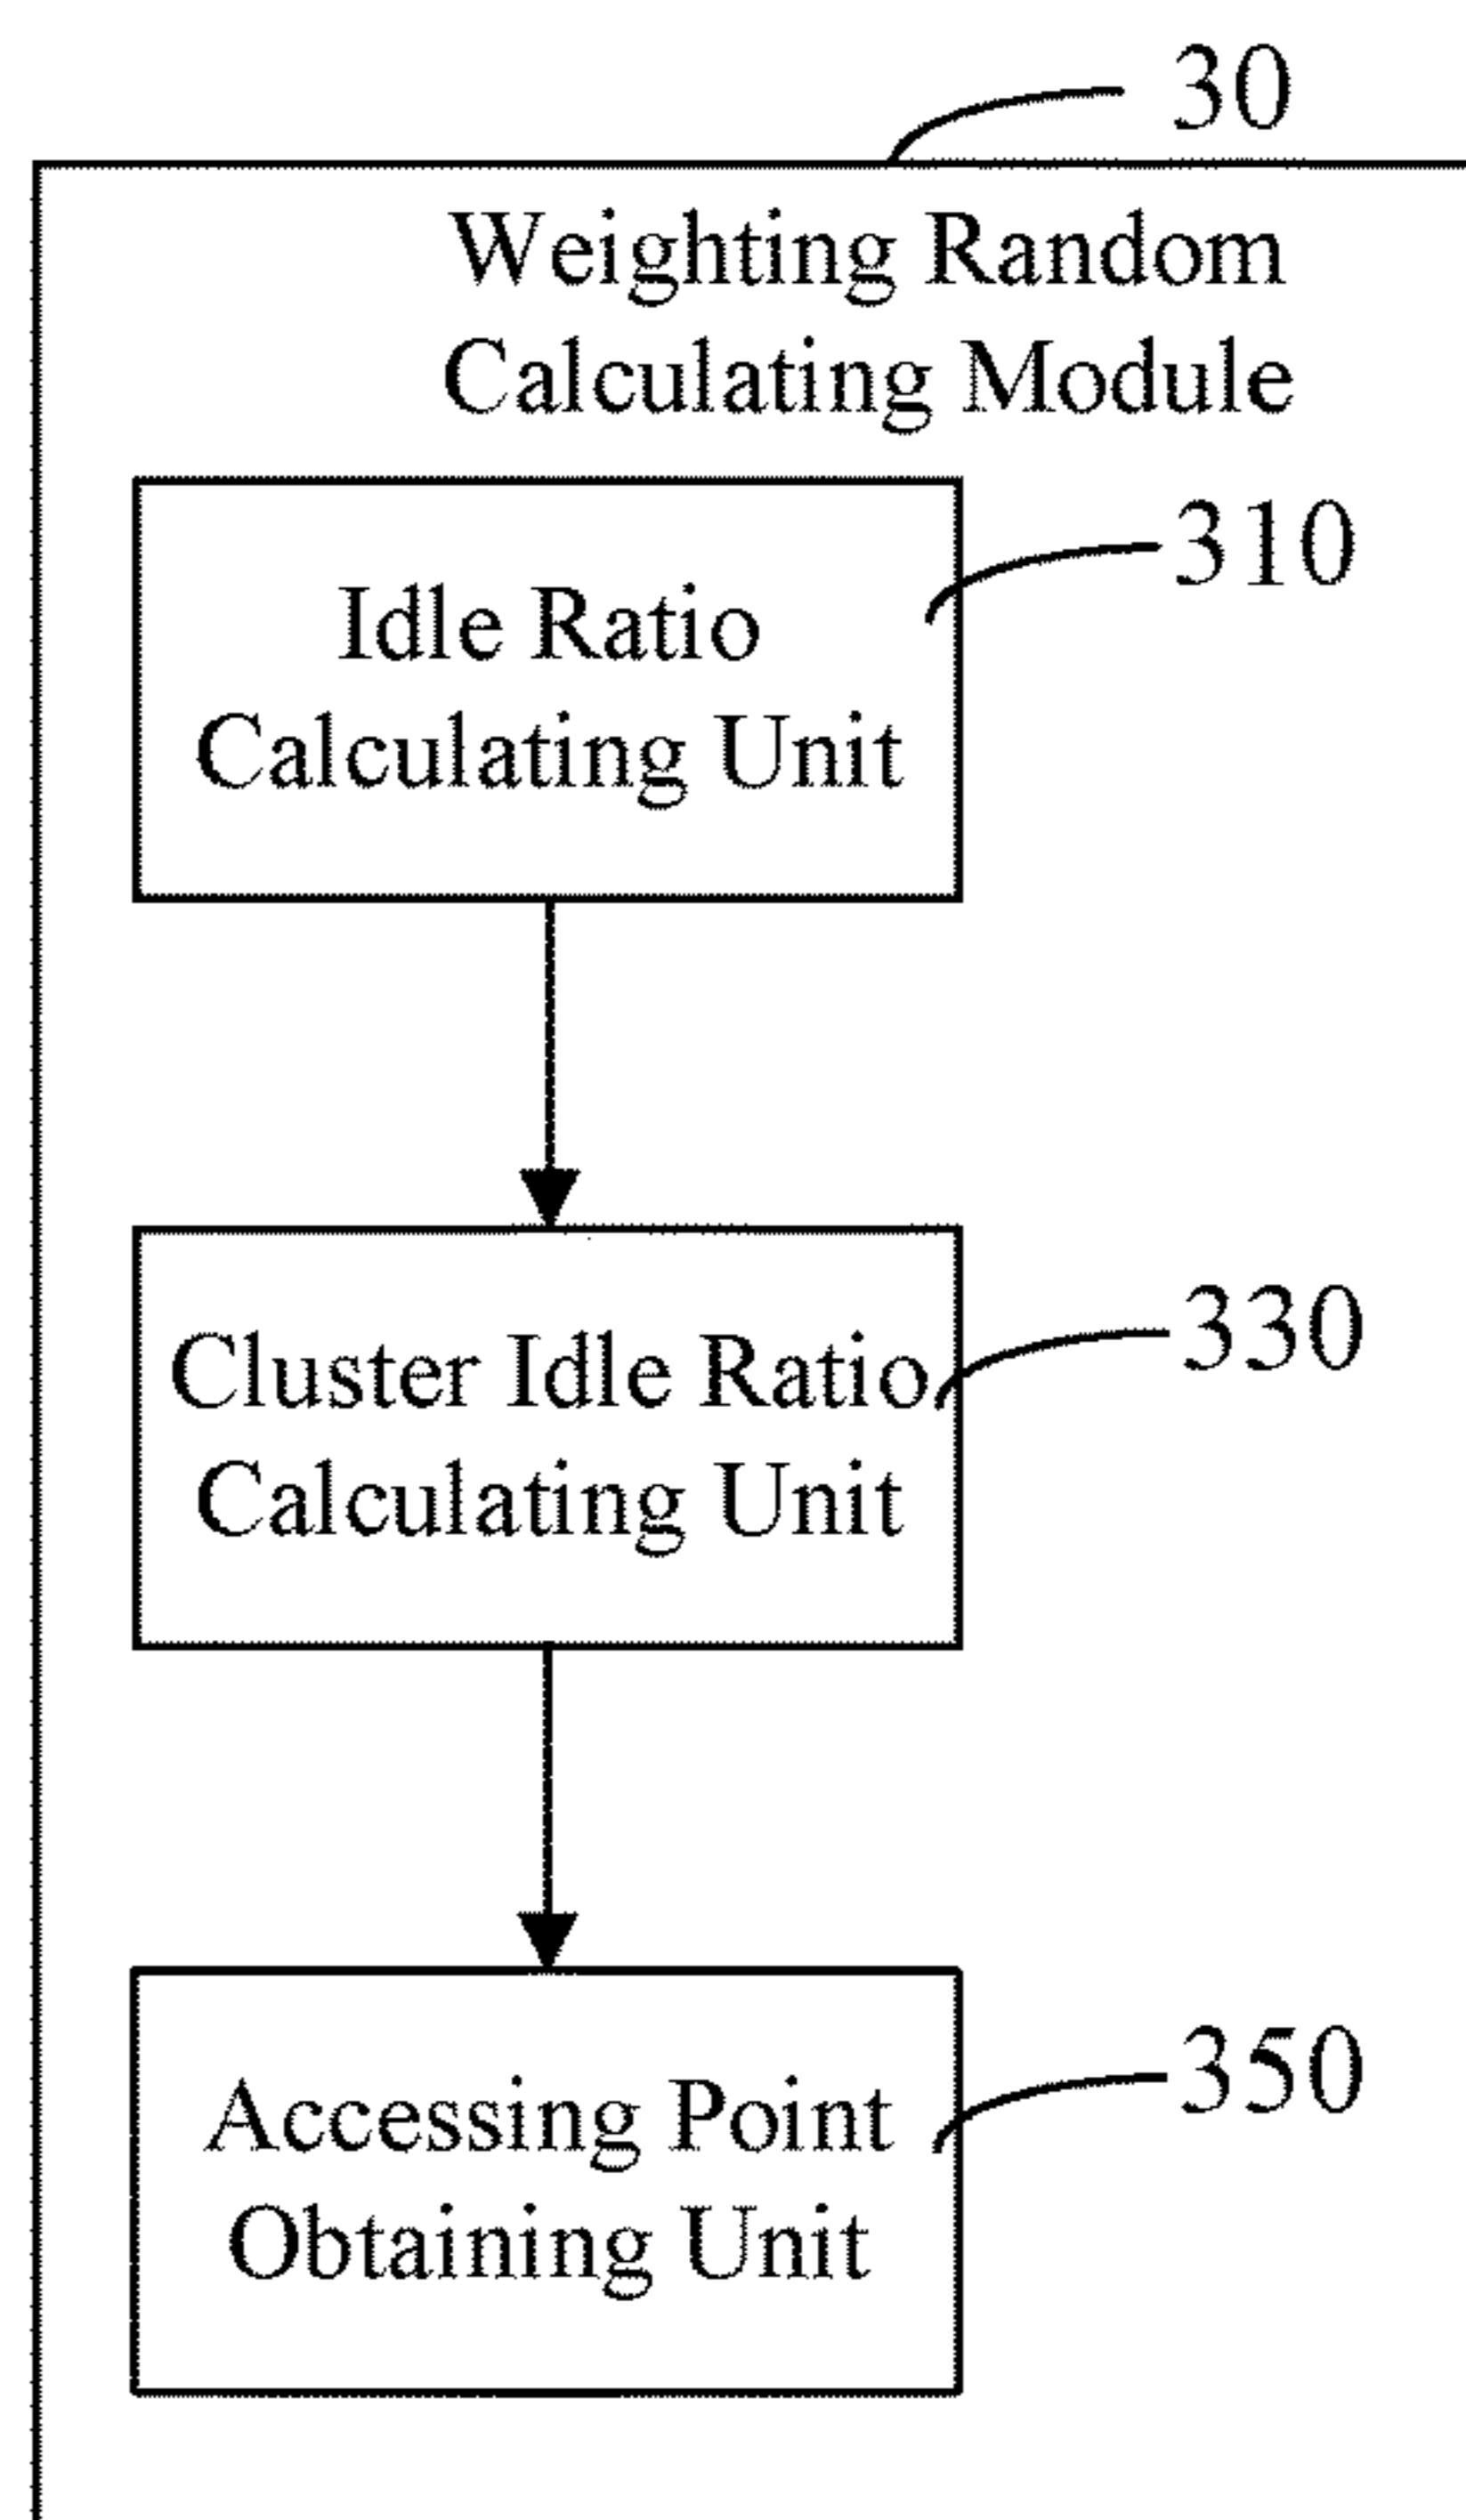 30
Weighting Random
Calculating Module
310
Idle Ratio
Calculating Unit
330
Cluster Idle Ratio
Calculating Unit
350
Accessing Point
Obtaining Unit